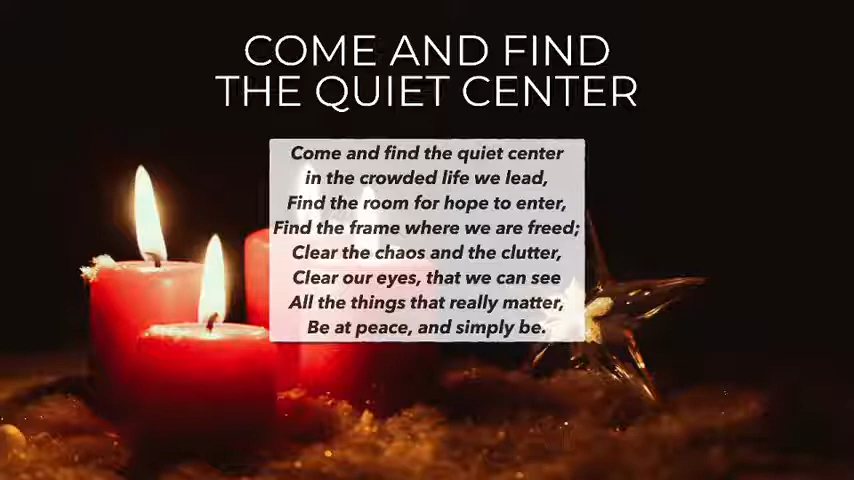 COME AND FIND
THE QUIET CENTER
Come and find the quiet center
in the crowded life we lead,
Find the room for hope to enter,
Find the frame where we are freed;
Clear the chaos and the clutter,
Clear our eyes, that we can see
All the things that really matter,
Be at peace, and simply be.